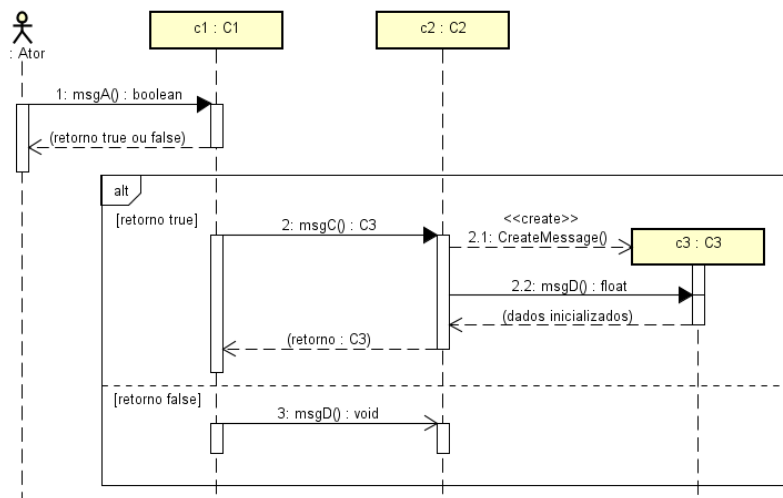 : Ator
c1 : C1
c2 : C2
1: msgA() : boolean
(retorno true ou false)
alt
[retorno true]
2: msgC() : C3
<<create>>
2.1: CreateMessage()
c3 : C3
2.2: msgD() : float
(dados inicializados)
(retorno : C3)
[retorno false]
3: msgD() : void